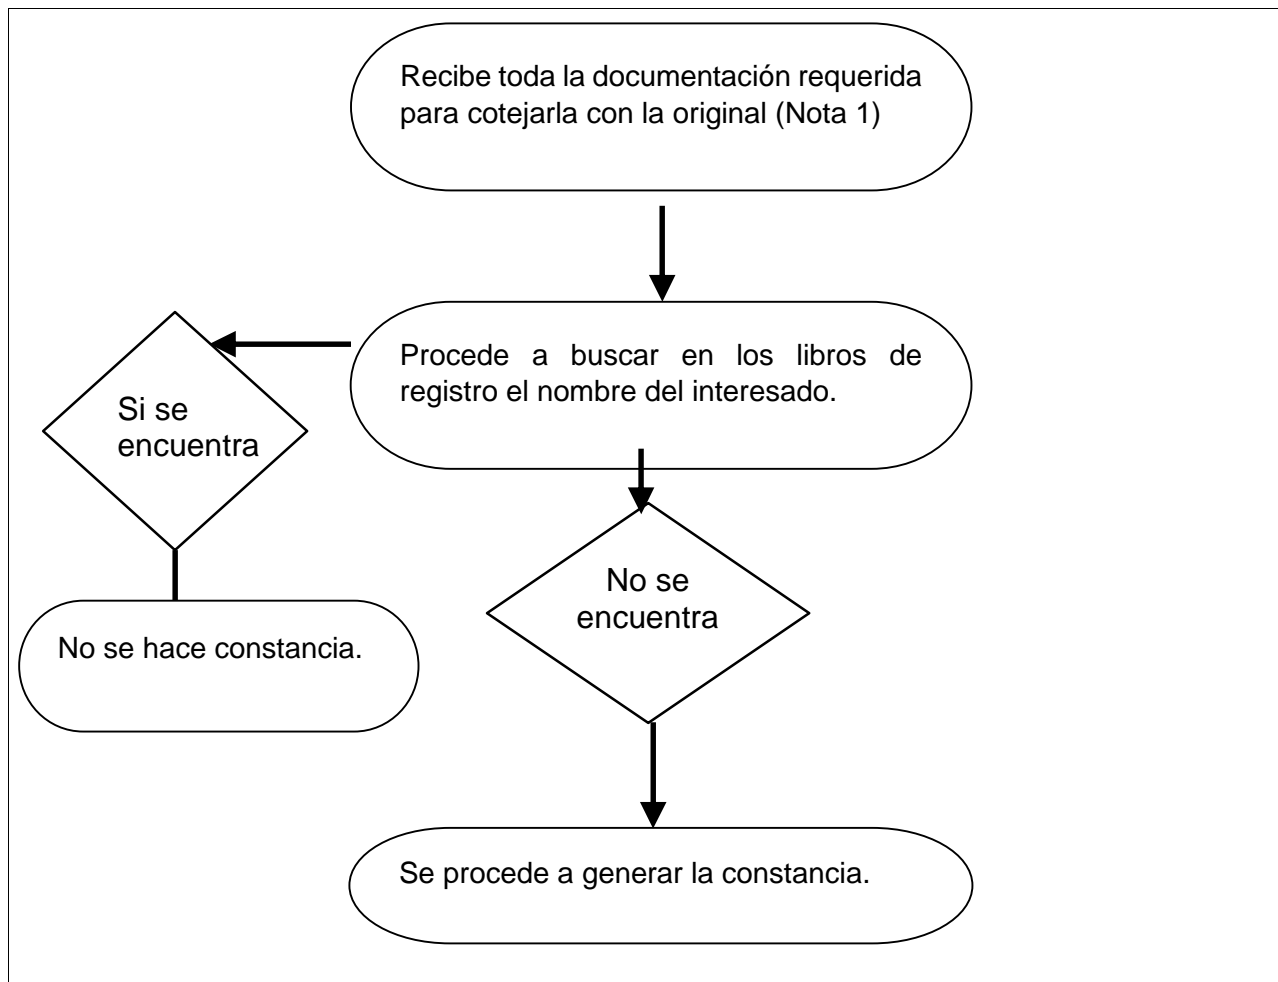 Recibe toda la documentación requerida
para cotejarla con la original (Nota 1)
Procede a buscar en los libros de
registro el nombre del interesado.
Si se
encuentra
No se
encuentra
No se hace constancia.
Se procede a generar la constancia.